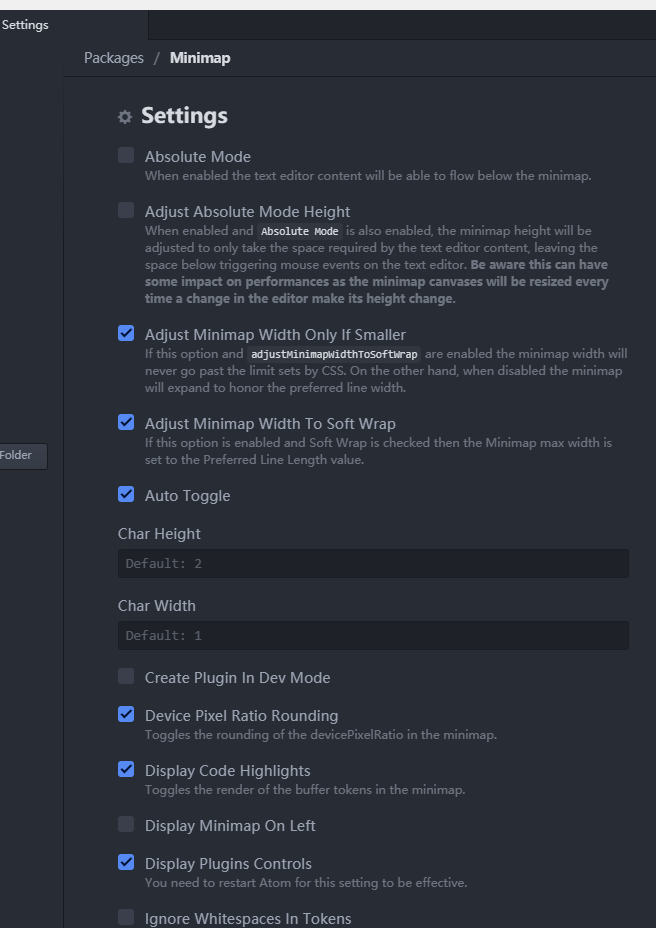 Settings
Packages / Minimap
Settings
Absolute Mode
When enabled the text editor content will be able to flow below the minimap.
Adjust Absolute Mode Height
When enabled and Absolute Mode is also enabled, the minimap height will be
adjusted to only take the space required by the text editor content, leaving the
space below triggering mouse events on the text editor. Be aware this can have
some impact on performances as the minimap canvases will be resized every
time a change in the editor make its height change.
Adjust Minimap Width Only If Smaller
If this option and adjustMinimapWidthToSoftWrap are enabled the minimap width will
never go past the limit sets by CSS. On the other hand, when disabled the minimap
will expand to honor the preferred line width.
Adjust Minimap Width To Soft Wrap
If this option is enabled and Soft Wrap is checked then the Minimap max width is
set to the Preferred Line Length value.
Folder
Auto Toggle
Char Height
Default: 2
Char Width
Default: 1
Create Plugin In Dev Mode
Device Pixel Ratio Rounding
Toggles the rounding of the devicePixelRatio in the minimap.
Display Code Highlights
Toggles the render of the buffer tokens in the minimap.
Display Minimap On Left
Display Plugins Controls
You need to restart Atom for this setting to be effective.
Ignore Whitespaces In Tokens